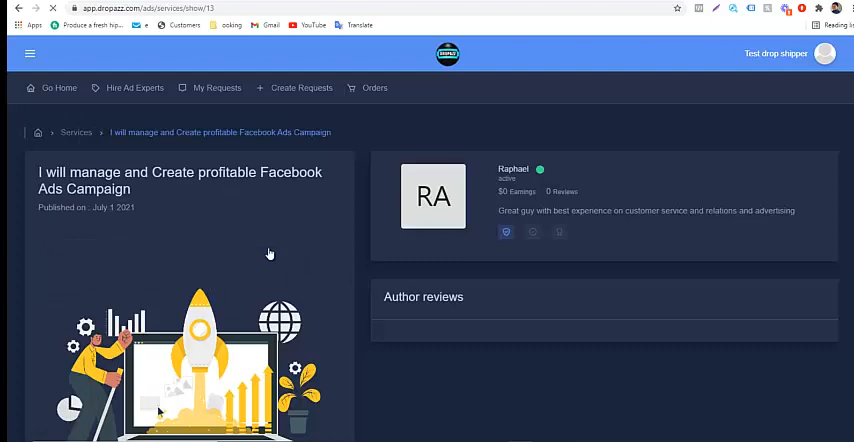 app.dropazz.com/ads/services/show/13
Apps Produce a fresh hip... e Customers ooking Gmail YouTube Translate Reading lis
DROPAZZ
Test drop shipper
Go Home Hire Ad Experts My Requests Create Requests Orders
Services I will manage and Create profitable Facebook Ads Campaign
I will manage and Create profitable Facebook
Ads Campaign
Published on : July 1 2021
RA
Raphael
active
$0 Earnings 0 Reviews
Great guy with best experience on customer service and relations and advertising
Author reviews